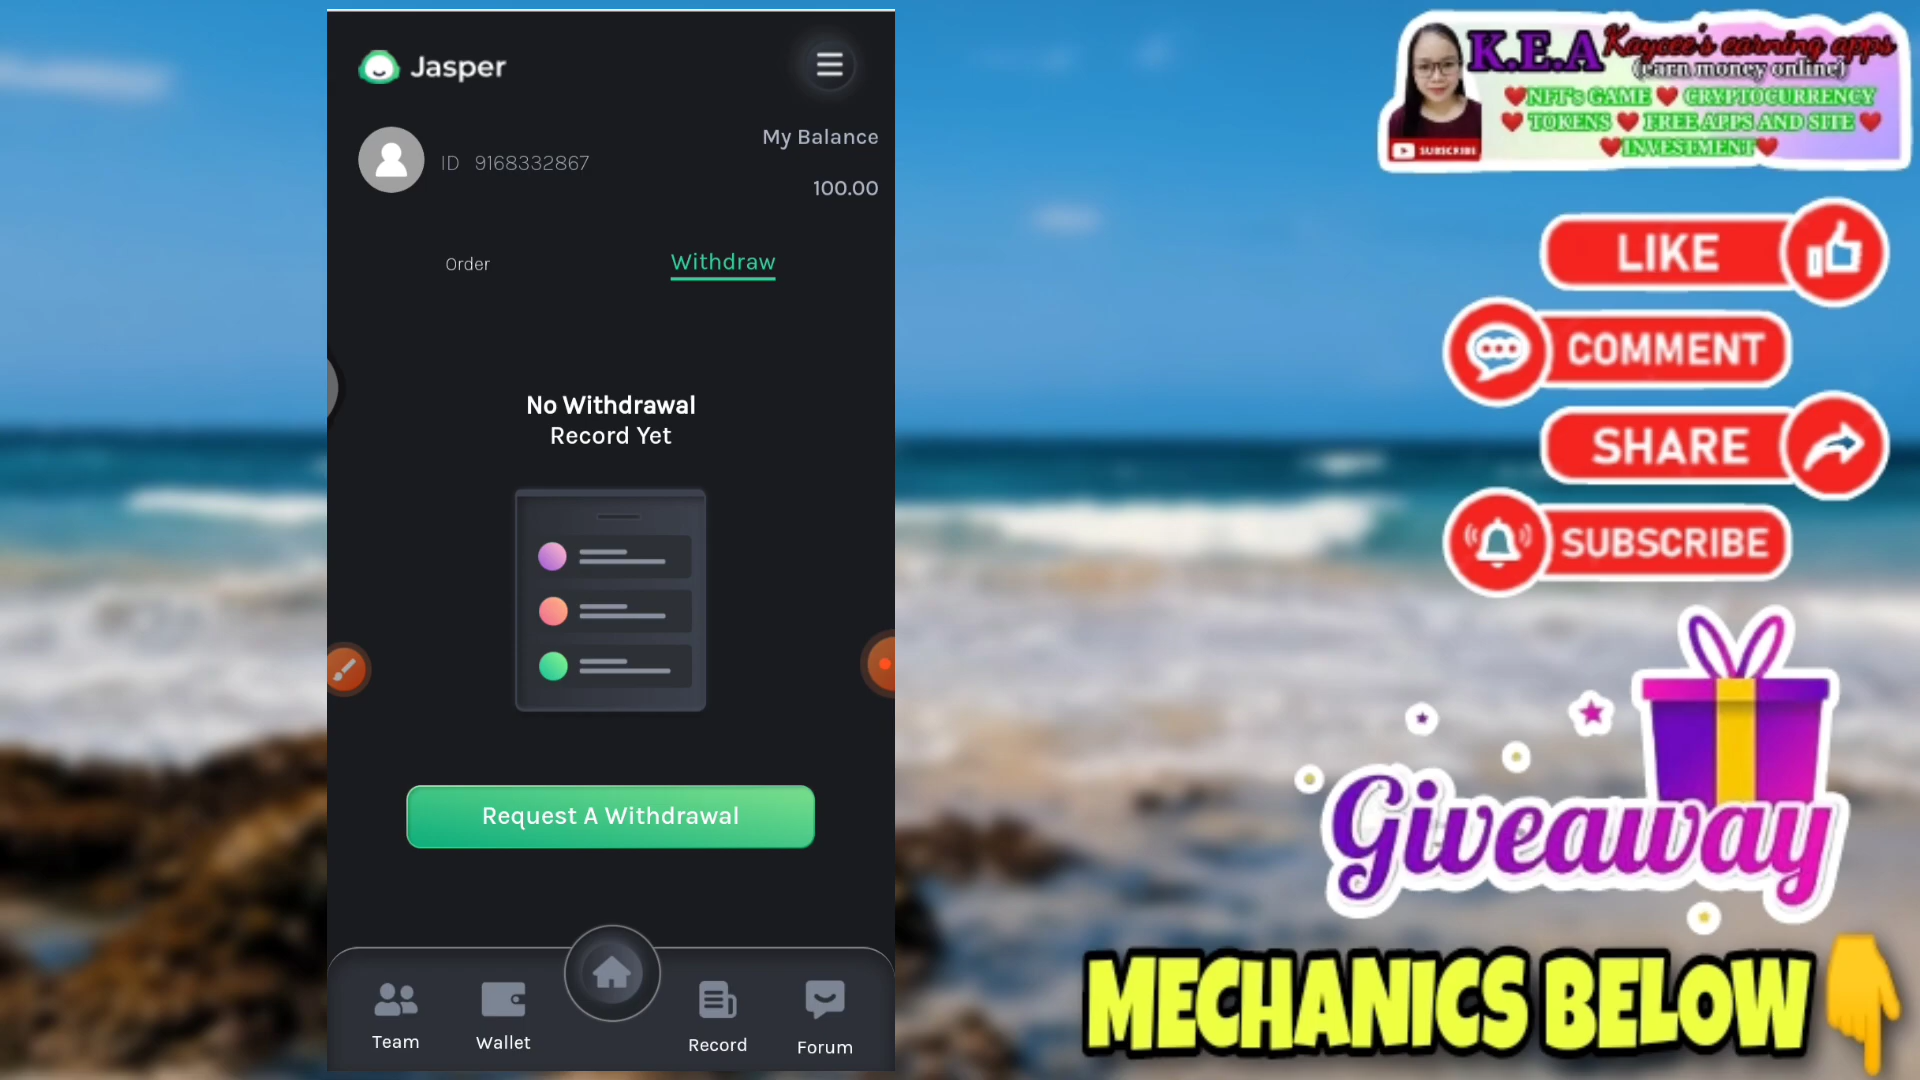 Jasper
My Balance
ID 9168332867
100.00
Order
Withdraw
No Withdrawal
Record Yet
Request A Withdrawal
Team
Wallet
Record
Forum
K.E.A Kaycee's earning apps
(earn money online)
❤️NFT's GAME ❤️ CRYPTOCURRENCY
❤️ TOKENS ❤️ FREE APPS AND SITE ❤️
❤️INVESTMENT❤️
SUBSCRIBE
LIKE
COMMENT
SHARE
SUBSCRIBE
Giveaway
MECHANICS BELOW